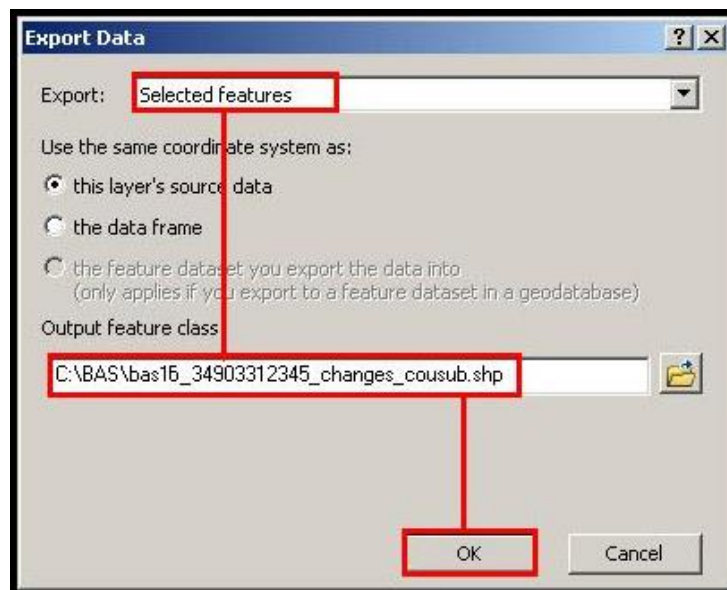 Export Data
Export: Selected features
Use the same coordinate system as:
this layer's source data
the data frame
the feature dataset you export the data into
(only applies if you export to a feature dataset in a geodatabase)
Output feature class
C:\BAS\bas16_34903312345_changes_cousub.shp
OK Cancel